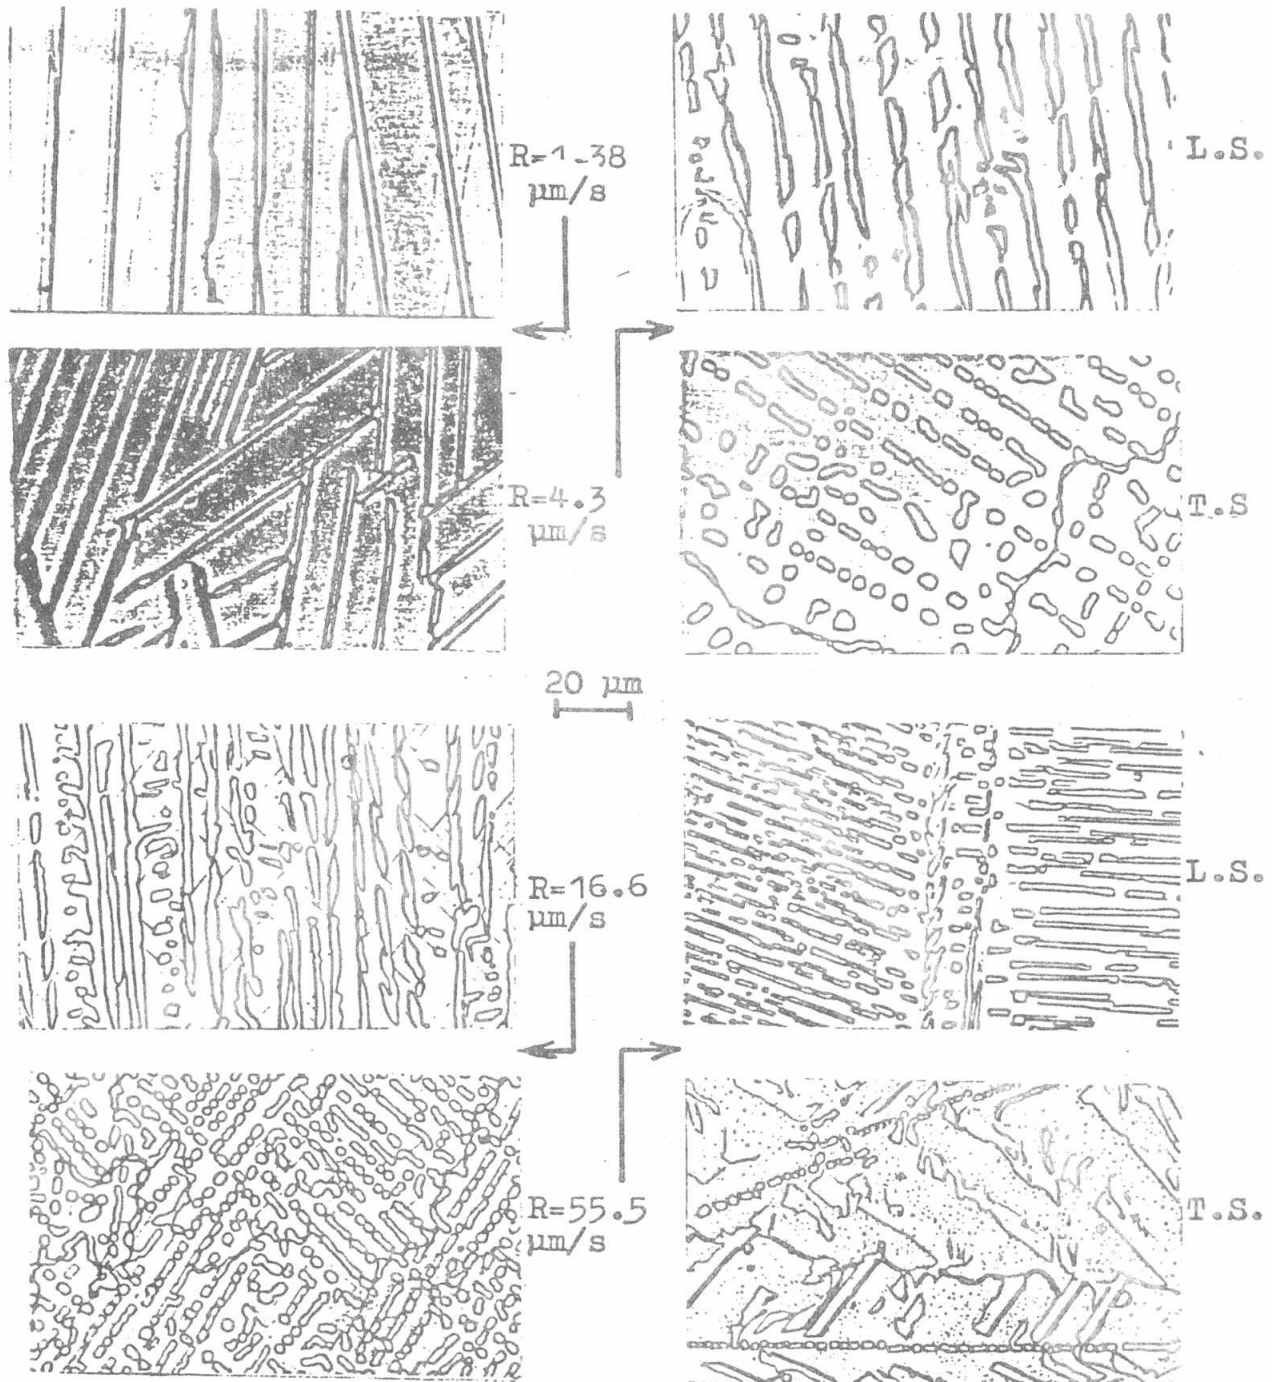 R=1.38
µm/s
L.S.
R=4.3
µm/s
T.S
20 µm
R=16.6
µm/s
L.S.
R=55.5
µm/s
T.S.